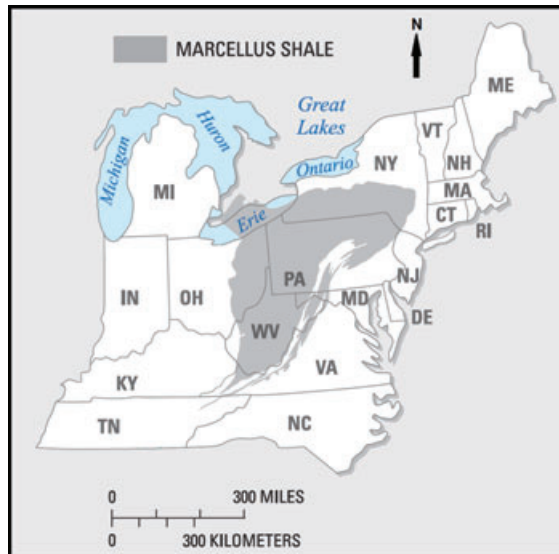 MARCELLUS SHALE
N
ME
Great
Lakes
Huron
VT
Michigan
Ontario
NY
NH
MI
MA
CT
RI
Erie
PA
NJ
IN
OH
MD
DE
WV
VA
KY
TN
NC
0 300 MILES
0 300 KILOMETERS